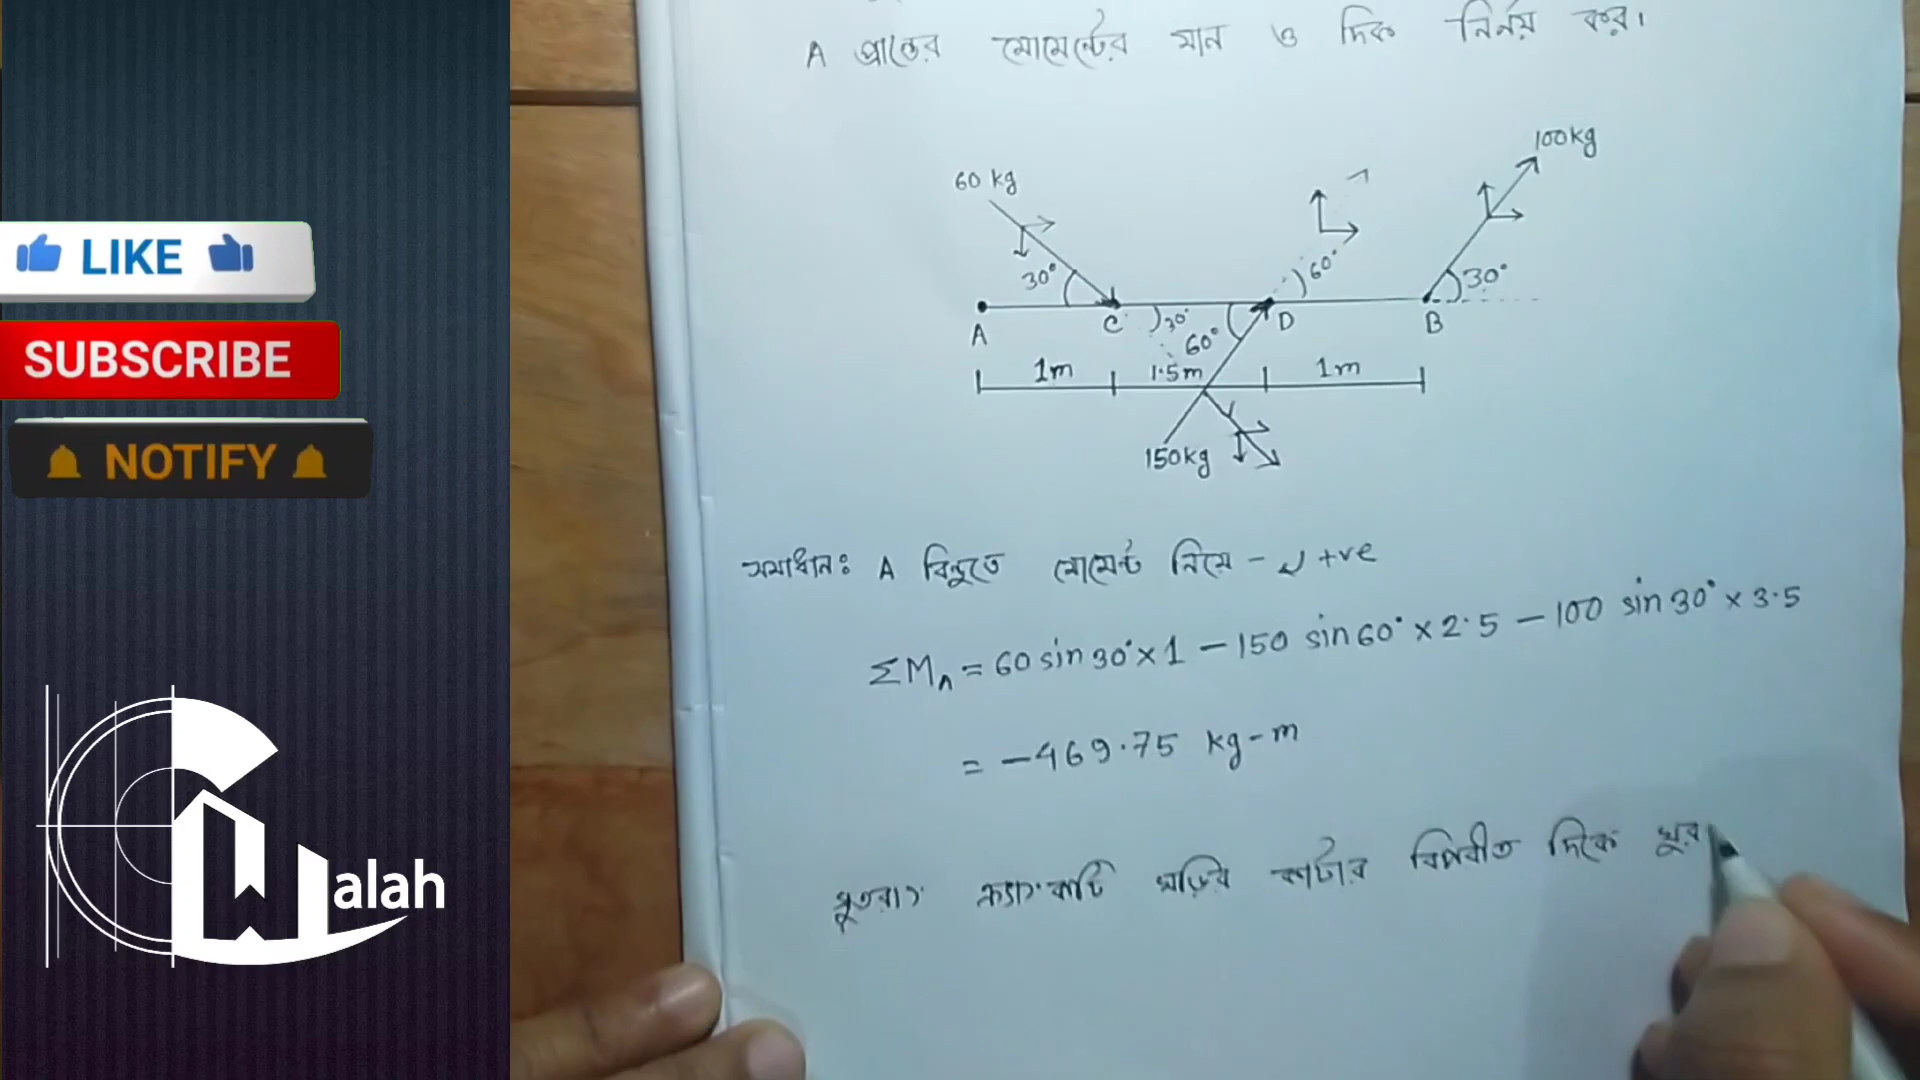 LIKE
SUBSCRIBE
NOTIFY
alah
A প্রান্তের মোমেন্টের মান ও দিক নির্নয় কর।
60 kg
100kg
30°
60°
30°
A
C
30°
60°
D
B
1m
1.5m
1m
150kg
সমাধান: A বিন্দুতে মোমেন্ট নিয়ে - ↲ +ve
ΣM_A = 60 sin 30° × 1 – 150 sin 60° × 2.5 – 100 sin 30° × 3.5
= – 469.75 kg-m
সুতরাং ঘড়ির কাটার বিপরীত দিকে ঘুর